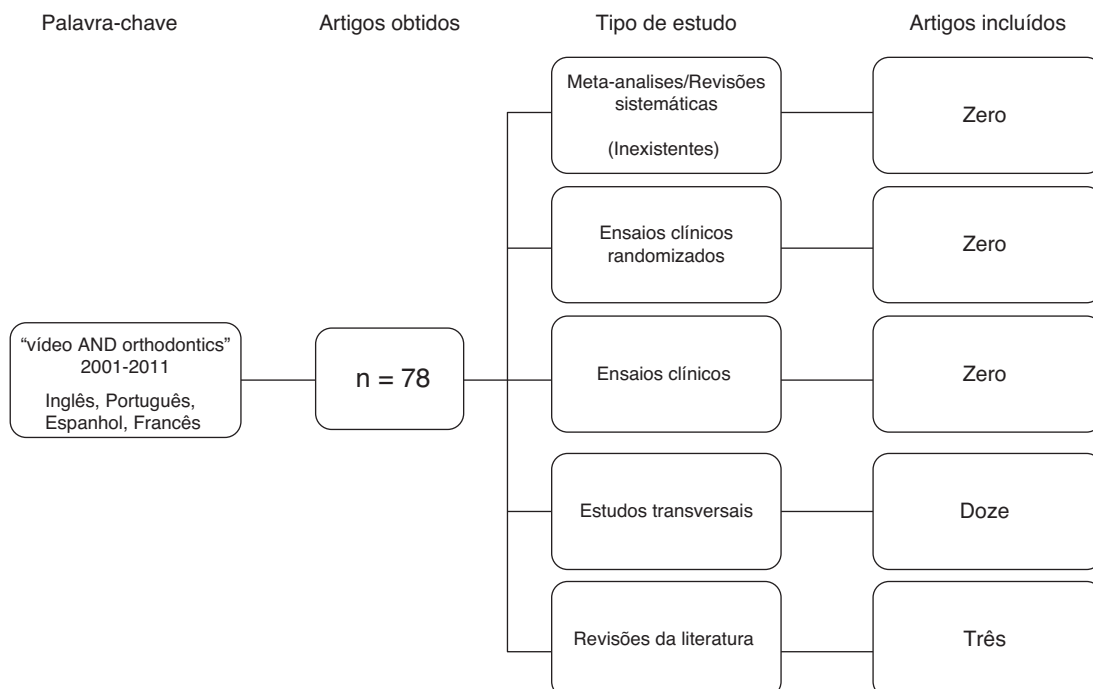 Palavra-chave
Artigos obtidos
Tipo de estudo
Artigos incluídos
“vídeo AND orthodontics”
2001-2011
Inglês, Português,
Espanhol, Francês
n = 78
Meta-analises/Revisões
sistemáticas
(Inexistentes)
Zero
Ensaios clínicos
randomizados
Zero
Ensaios clínicos
Zero
Estudos transversais
Doze
Revisões da literatura
Três